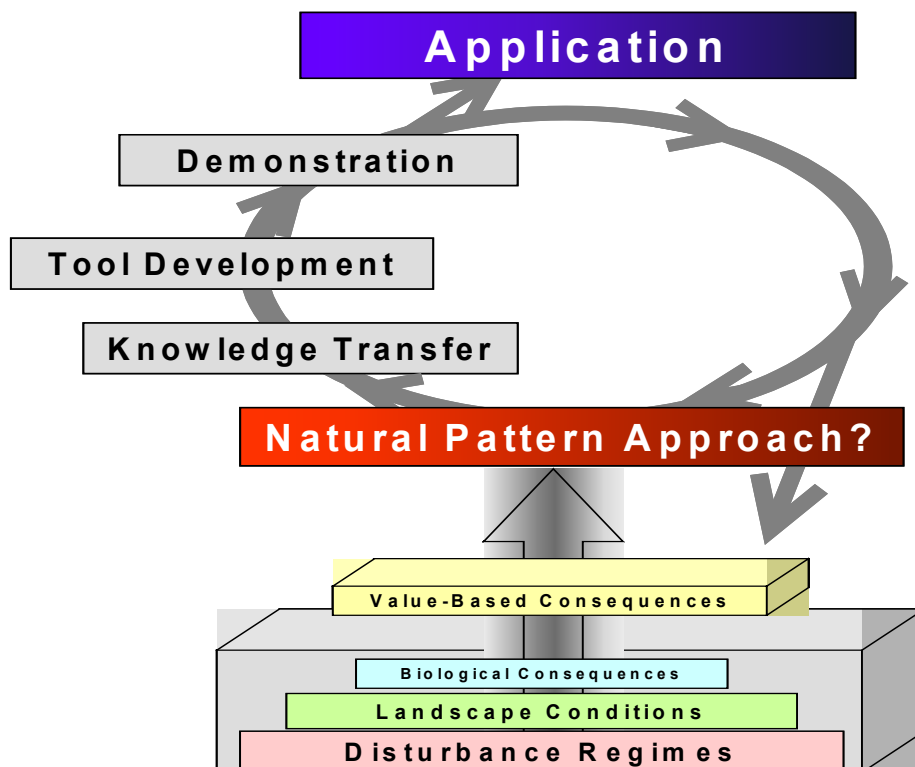 Application
Demonstration
Tool Development
Knowledge Transfer
Natural Pattern Approach?
Value-Based Consequences
Biological Consequences
Landscape Conditions
Disturbance Regimes